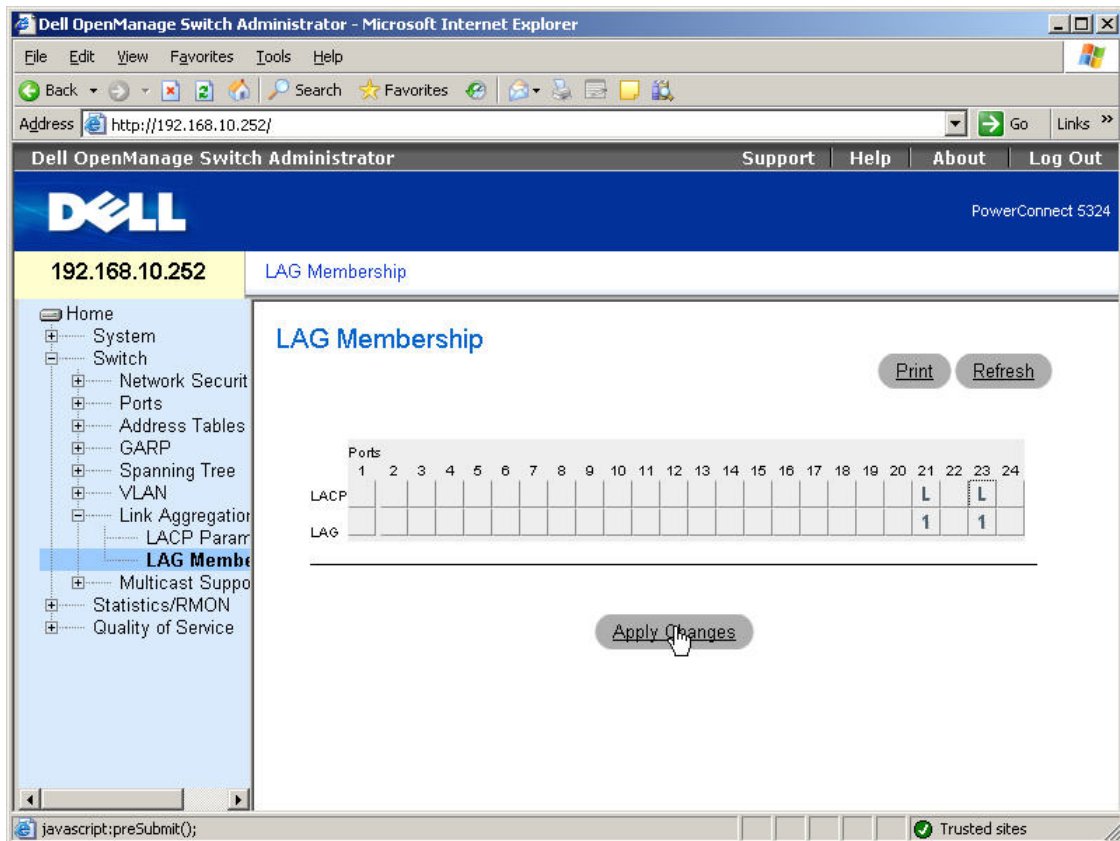 Dell OpenManage Switch Administrator - Microsoft Internet Explorer
File Edit View Favorites Tools Help
Back Search Favorites
Address http://192.168.10.252/ Go Links »
Dell OpenManage Switch Administrator Support Help About Log Out
DELL PowerConnect 5324
192.168.10.252 LAG Membership
Home
System
Switch
Network Securit
Ports
Address Tables
GARP
Spanning Tree
VLAN
Link Aggregation
LACP Param
LAG Membe
Multicast Suppo
Statistics/RMON
Quality of Service
LAG Membership
Print Refresh
Ports
1 2 3 4 5 6 7 8 9 10 11 12 13 14 15 16 17 18 19 20 21 22 23 24
LACP L L
LAG 1 1
Apply Changes
javascript:preSubmit(); Trusted sites